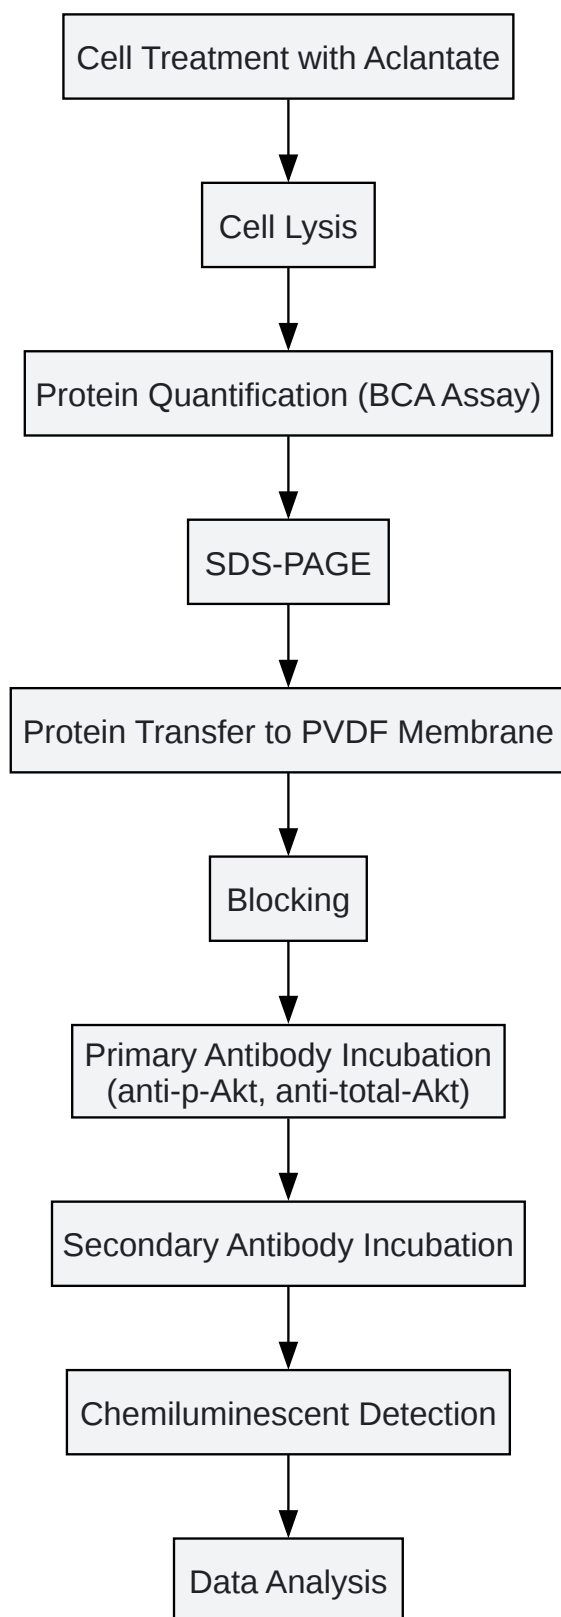 Cell Treatment with Aclantate
Cell Lysis
Protein Quantification (BCA Assay)
SDS-PAGE
Protein Transfer to PVDF Membrane
Blocking
Primary Antibody Incubation
(anti-p-Akt, anti-total-Akt)
Secondary Antibody Incubation
Chemiluminescent Detection
Data Analysis